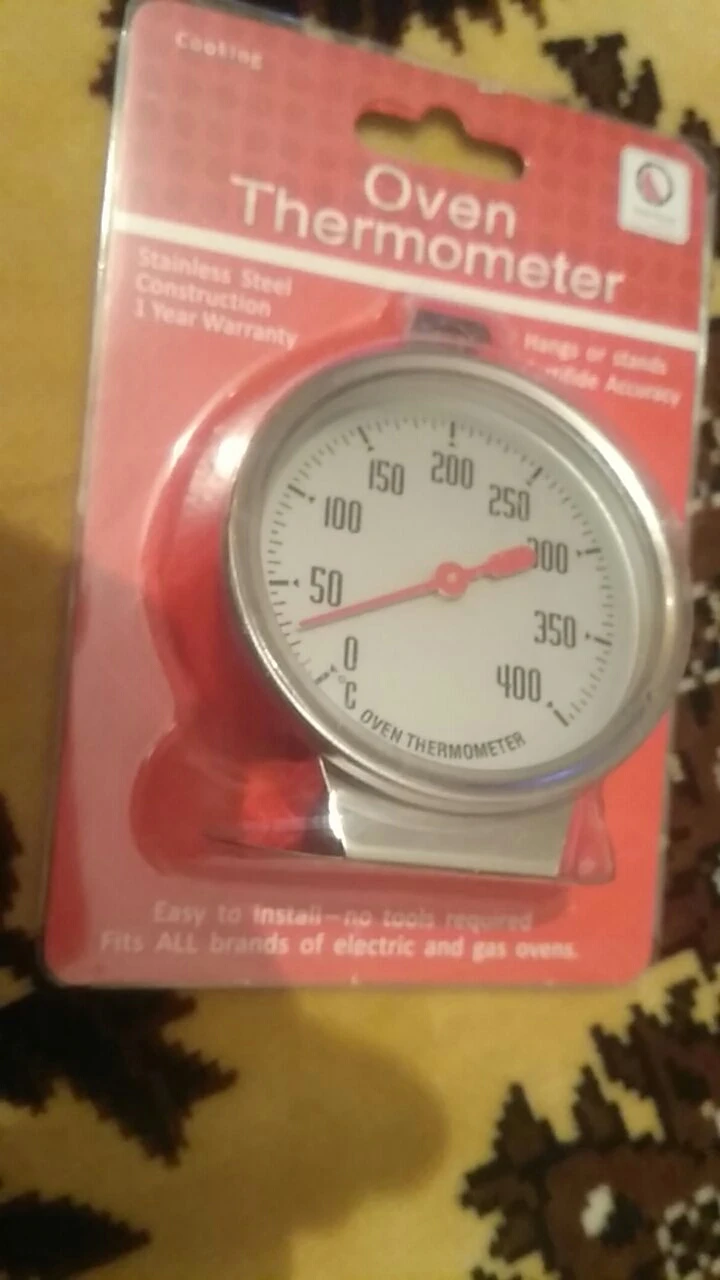 Cooking
Oven
Thermometer
Stainless Steel
Construction
1 Year Warranty
Hangs or stands
Accuracy
200
150
250
100
300
50
350
0
400
°C
OVEN THERMOMETER
Easy to install—no tools required
Fits ALL brands of electric and gas ovens.